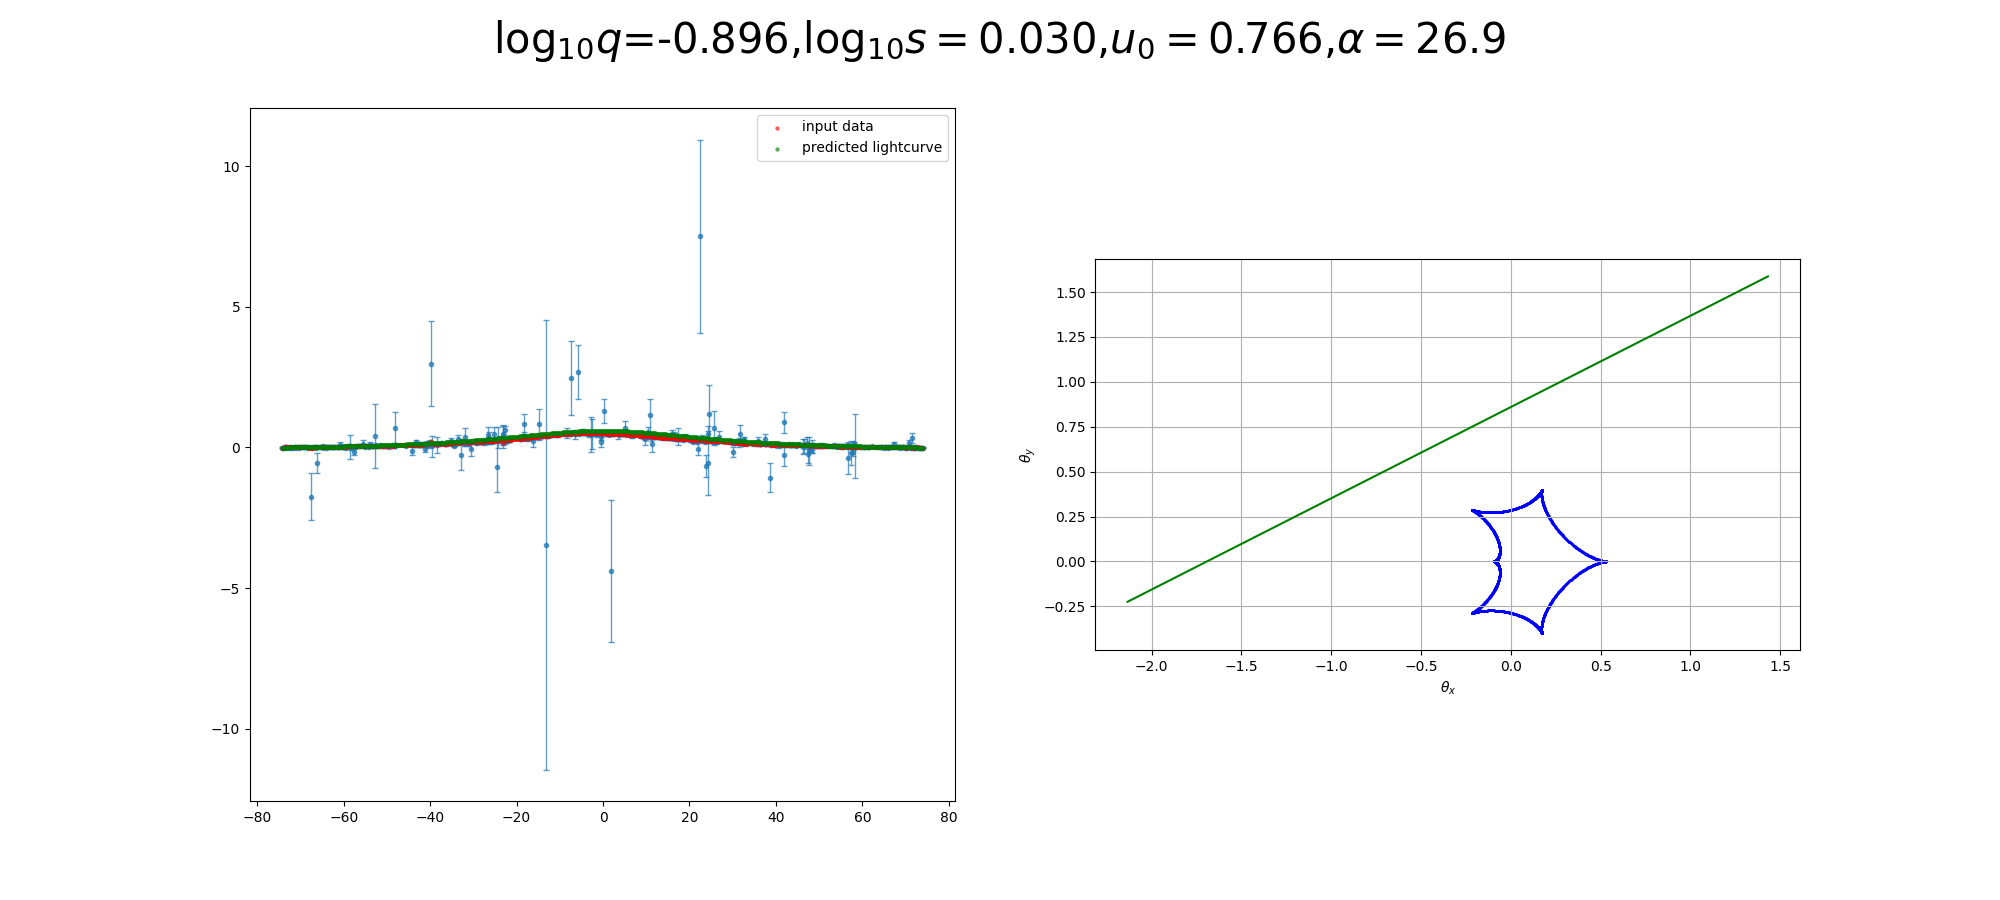 log₁₀q=-0.896,log₁₀s = 0.030,u₀ = 0.766,α = 26.9
input data
predicted lightcurve
10
5
0
−5
−10
−80 −60 −40 −20 0 20 40 60 80
1.50
1.25
1.00
0.75
0.50
0.25
0.00
−0.25
θy
−2.0 −1.5 −1.0 −0.5 0.0 0.5 1.0 1.5
θx